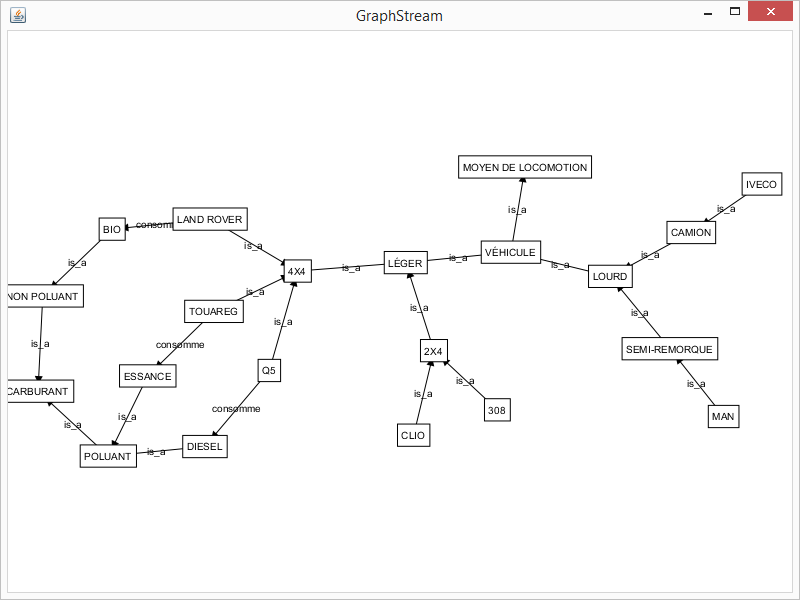 GraphStream
MOYEN DE LOCOMOTION
IVECO
is_a
is_a
BIO
consom
LAND ROVER
CAMION
is_a
VÉHICULE
is_a
is_a
LÉGER
is_a
is_a
LOURD
is_a
4X4
is_a
NON POLUANT
is_a
is_a
TOUAREG
is_a
is_a
is_a
consomme
2X4
SEMI-REMORQUE
ESSANCE
Q5
is_a
is_a
CARBURANT
is_a
consomme
308
is_a
is_a
MAN
CLIO
POLUANT
is_a
DIESEL